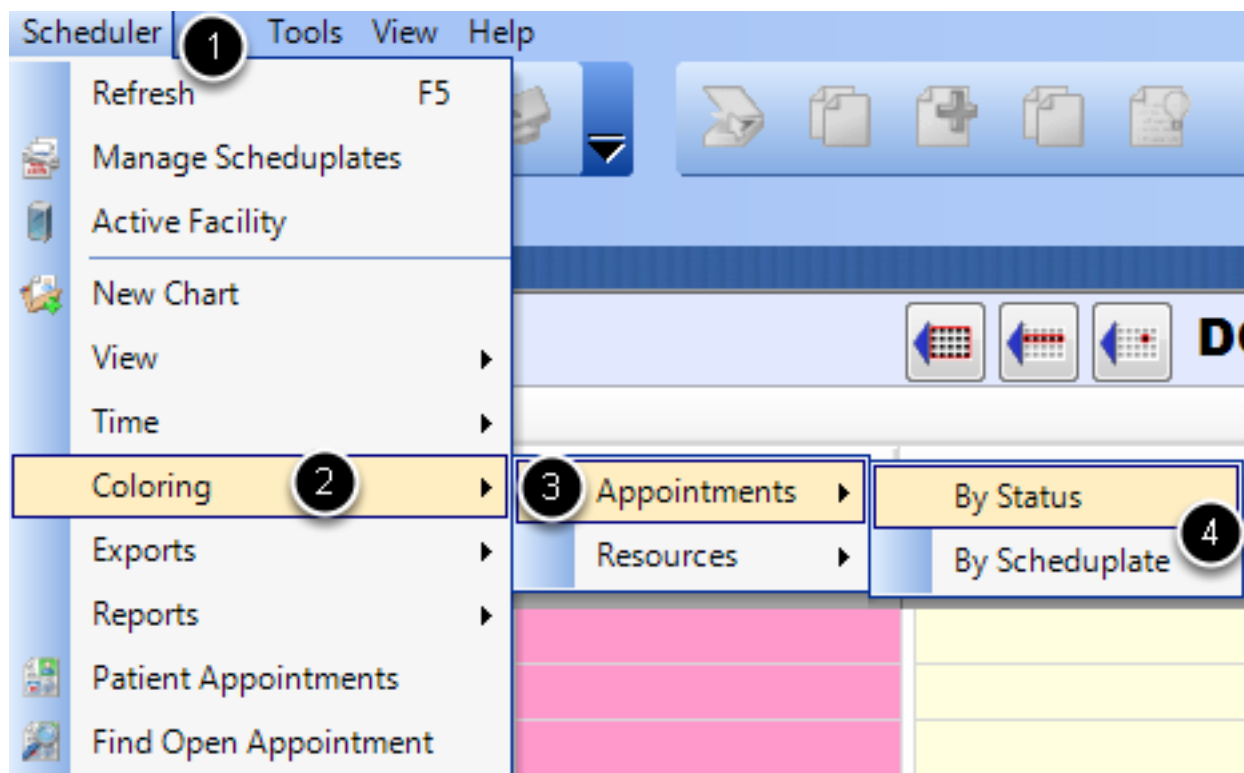 Scheduler 1 Tools View Help
Refresh F5
Manage Scheduplates
Active Facility
New Chart
DO
View
Time
Coloring 2
3 Appointments
By Status
4
Exports
Resources
By Scheduplate
Reports
Patient Appointments
Find Open Appointment